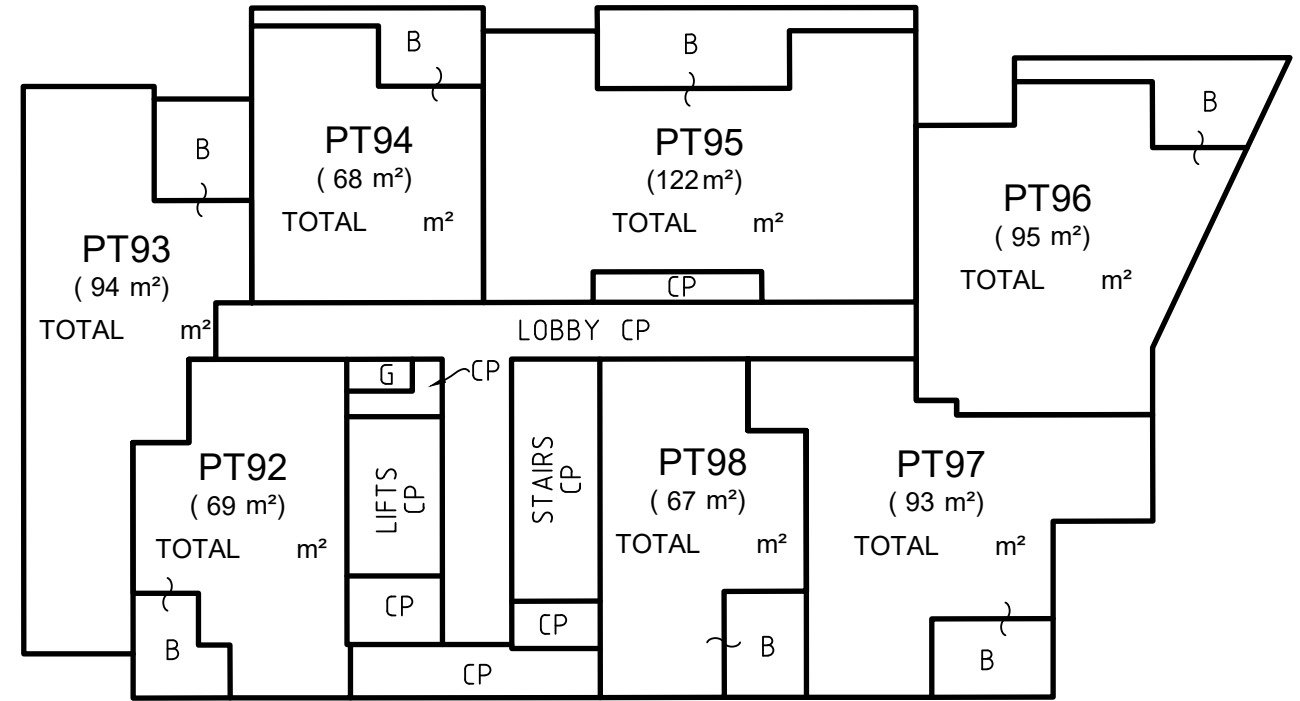 B
PT94
( 68 m²)
TOTAL m²
B
PT95
(122 m²)
TOTAL m²
CP
B
PT96
( 95 m²)
TOTAL m²
B
PT93
( 94 m²)
TOTAL m²
LOBBY CP
G
CP
PT92
( 69 m²)
TOTAL m²
B
LIFTS
CP
CP
STAIRS
CP
CP
CP
PT98
( 67 m²)
TOTAL m²
B
PT97
( 93 m²)
TOTAL m²
B